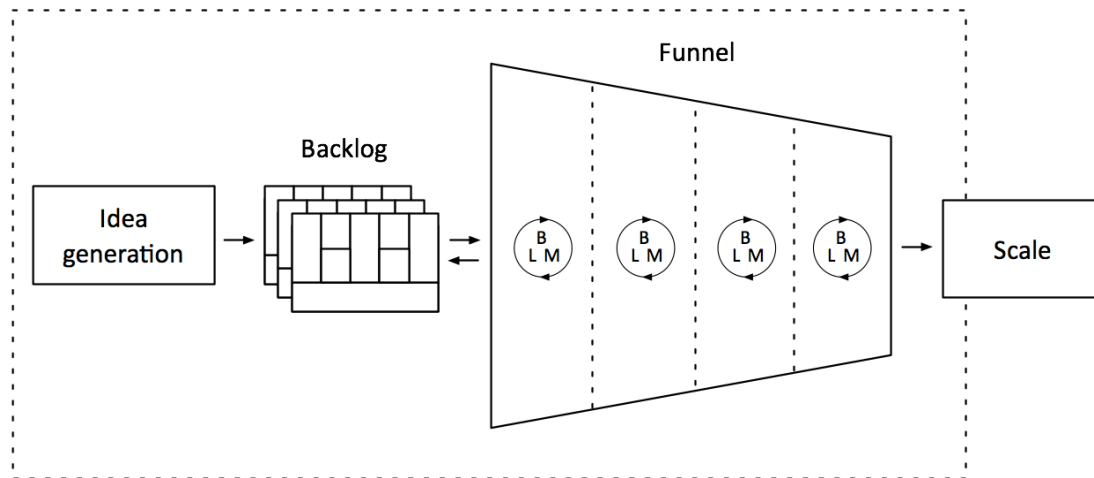 Funnel
Backlog
Idea
generation
B
L M
B
L M
B
L M
B
L M
Scale